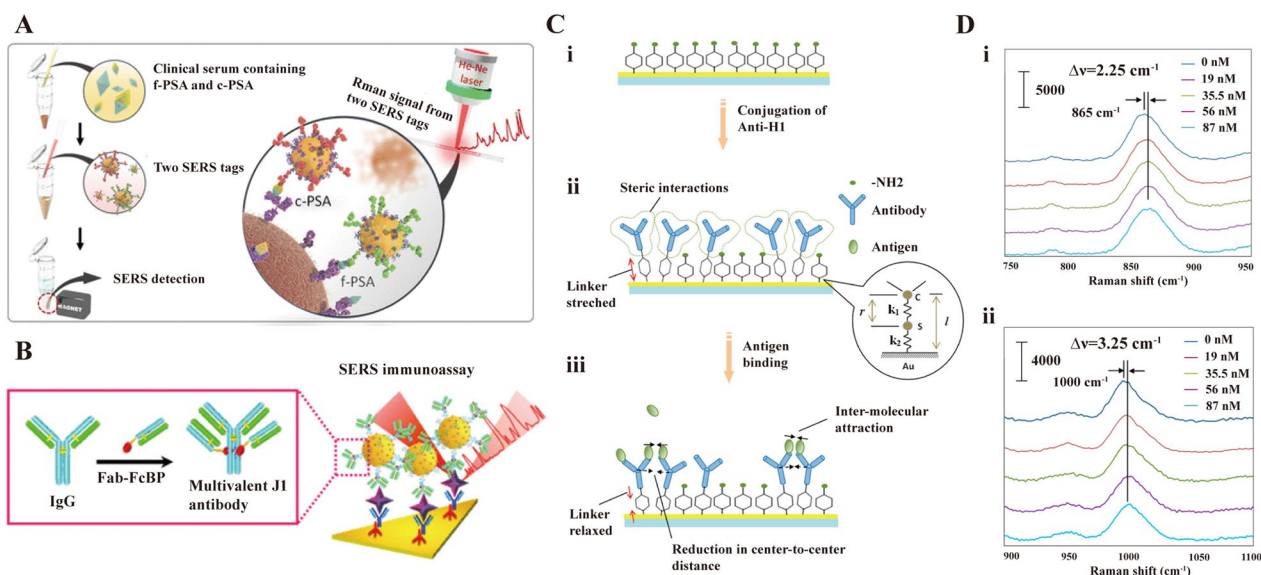 A
Clinical serum containing
f-PSA and c-PSA
Two SERS tags
SERS detection
MAGNET
Rman signal from
two SERS tags
He-Ne
laser
c-PSA
f-PSA
B
SERS immunoassay
IgG
Fab-FcBP
Multivalent J1
antibody
C
i
Conjugation of
Anti-H1
ii
Steric interactions
-NH2
Antibody
Antigen
Linker
streched
C
r
k1
S
l
k2
Au
Antigen
binding
iii
Inter-molecular
attraction
Linker
relaxed
Reduction in center-to-center
distance
D
i
5000
Δν=2.25 cm-1
865 cm-1
0 nM
19 nM
35.5 nM
56 nM
87 nM
750 800 850 900 950
Raman shift (cm-1)
ii
4000
Δν=3.25 cm-1
1000 cm-1
0 nM
19 nM
35.5 nM
56 nM
87 nM
900 950 1000 1050 1100
Raman shift (cm-1)